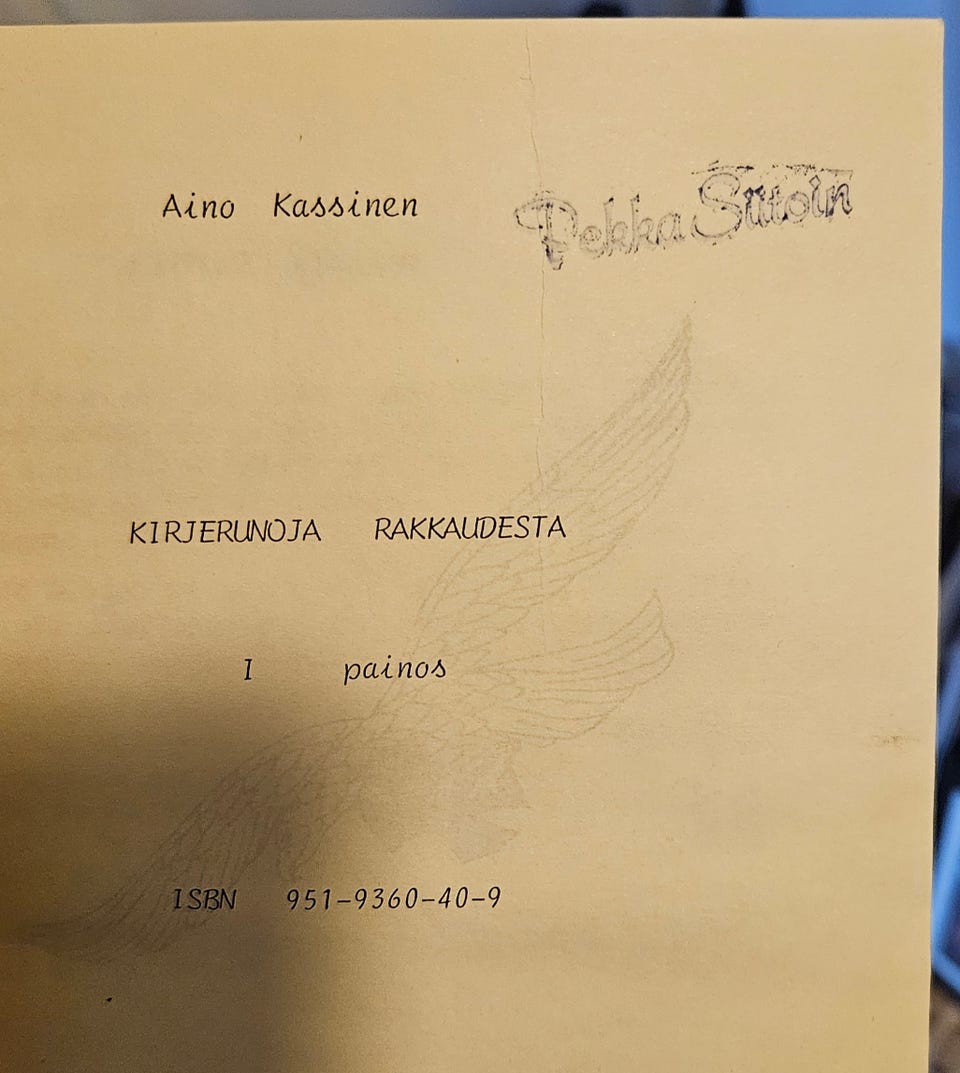 Aino Kassinen
Pekka Siitoin
KIRJERUNOJA RAKKAUDESTA
I painos
ISBN 951-9360-40-9